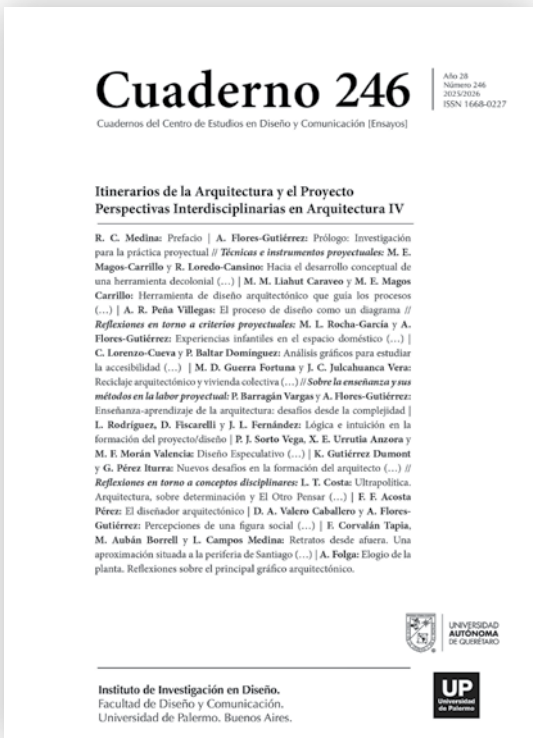 Cuaderno 246
Año 28
Número 246
2025/2026
ISSN 1668-0227
Cuadernos del Centro de Estudios en Diseño y Comunicación [Ensayos]
Itinerarios de la Arquitectura y el Proyecto
Perspectivas Interdisciplinarias en Arquitectura IV
R. C. Medina: Prefacio | A. Flores-Gutiérrez: Prólogo: Investigación
para la práctica proyectual // Técnicas e instrumentos proyectuales: M. E.
Magos-Carrillo y R. Loredo-Cansino: Hacia el desarrollo conceptual de
una herramienta decolonial (…) | M. M. Liahut Caraveo y M. E. Magos
Carrillo: Herramienta de diseño arquitectónico que guía los procesos
(…) | A. R. Peña Villegas: El proceso de diseño como un diagrama //
Reflexiones en torno a criterios proyectuales: M. L. Rocha-García y A.
Flores-Gutiérrez: Experiencias infantiles en el espacio doméstico (…) |
C. Lorenzo-Cueva y P. Baltar Domínguez: Análisis gráficos para estudiar
la accesibilidad (…) | M. D. Guerra Fortuna y J. C. Julcahuanca Vera:
Reciclaje arquitectónico y vivienda colectiva (…) // Sobre la enseñanza y sus
métodos en la labor proyectual: P. Barragán Vargas y A. Flores-Gutiérrez:
Enseñanza-aprendizaje de la arquitectura: desafíos desde la complejidad |
L. Rodríguez, D. Fiscarelli y J. L. Fernández: Lógica e intuición en la
formación del proyecto/diseño | P. J. Sorto Vega, X. E. Urrutia Anzora y
M. F. Morán Valencia: Diseño Especulativo (…) | K. Gutiérrez Dumont
y G. Pérez Iturra: Nuevos desafíos en la formación del arquitecto (…) //
Reflexiones en torno a conceptos disciplinares: L. T. Costa: Ultrapolítica.
Arquitectura, sobre determinación y El Otro Pensar (…) | F. F. Acosta
Pérez: El diseñador arquitectónico | D. A. Valero Caballero y A. Flores-
Gutiérrez: Percepciones de una figura social (…) | F. Corvalán Tapia,
M. Aubán Borrell y L. Campos Medina: Retratos desde afuera. Una
aproximación situada a la periferia de Santiago (…) | A. Folga: Elogio de la
planta. Reflexiones sobre el principal gráfico arquitectónico.
UNIVERSIDAD
AUTÓNOMA
DE QUERÉTARO
Instituto de Investigación en Diseño.
Facultad de Diseño y Comunicación.
Universidad de Palermo. Buenos Aires.
UP
Universidad
de Palermo